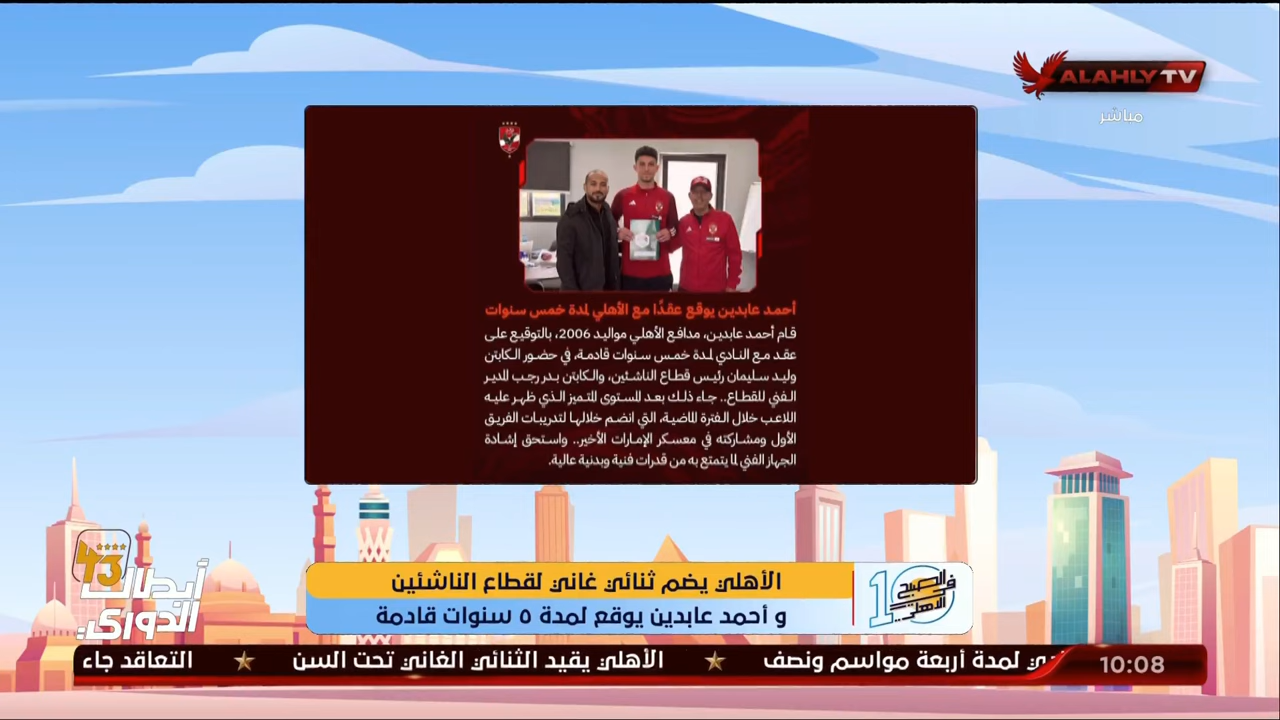 ALAHLY TV
مباشر
أحمد عابدين يوقع عقدًا مع الأهلي لمدة خمس سنوات
قام أحمد عابدين، مدافع الأهلي مواليد 2006، بالتوقيع على
عقد مع النادي لمدة خمس سنوات قادمة، في حضور الكابتن
وليد سليمان رئيس قطاع الناشئين، والكابتن بدر رجب المدير
الفني للقطاع.. جاء ذلك بعد المستوى المتميز الذي ظهر عليه
اللاعب خلال الفترة الماضية، التي انضم خلالها لتدريبات الفريق
الأول ومشاركته في معسكر الإمارات الأخير.. واستحق إشادة
الجهاز الفني لما يتمتع به من قدرات فنية وبدنية عالية.
الأهلي يضم ثنائي غاني لقطاع الناشئين
و أحمد عابدين يوقع لمدة ٥ سنوات قادمة
10 الصبح في الأهلي
أبطال الدوري
لمدة أربعة مواسم ونصف ★ الأهلي يقيد الثنائي الغاني تحت السن ★ التعاقد جاء
10:08